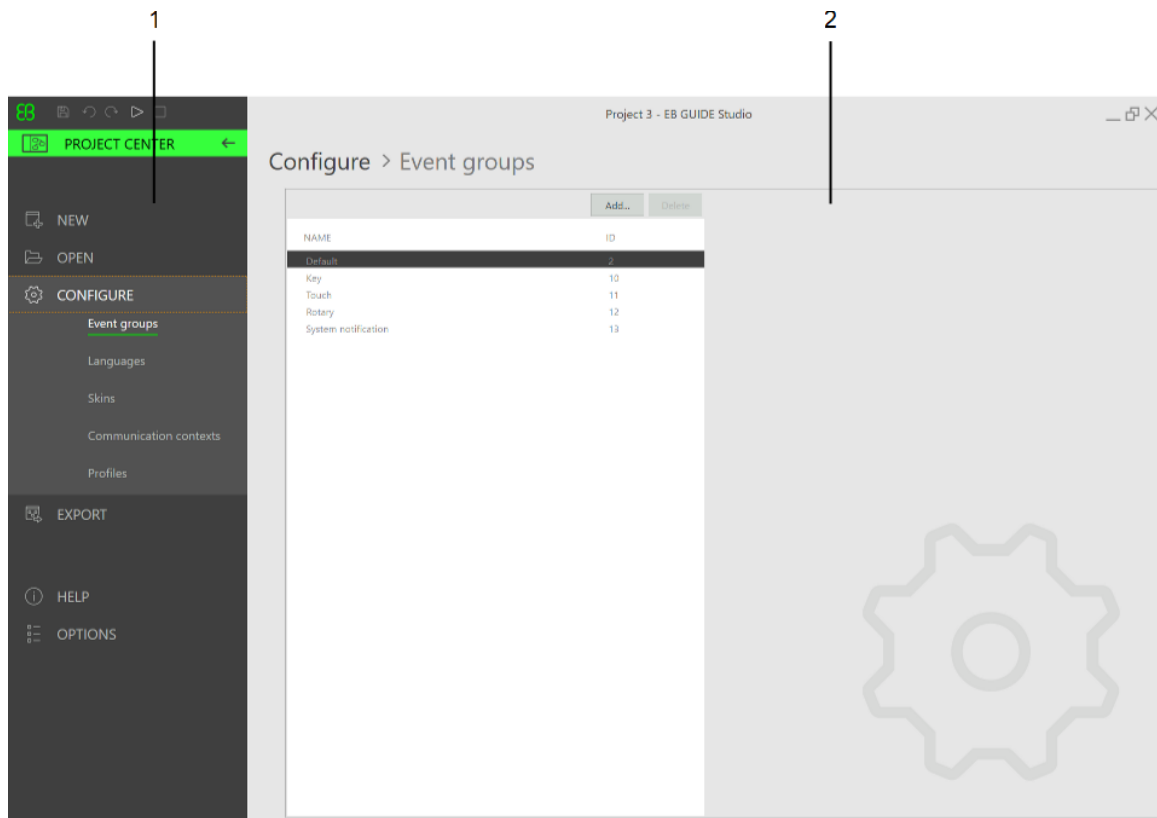 1 2
EB Project 3 - EB GUIDE Studio
PROJECT CENTER
Configure > Event groups
Add... Delete
NEW
NAME ID
OPEN
Default 2
Key 10
CONFIGURE
Touch 11
Rotary 12
Event groups
System notification 13
Languages
Skins
Communication contexts
Profiles
EXPORT
HELP
OPTIONS